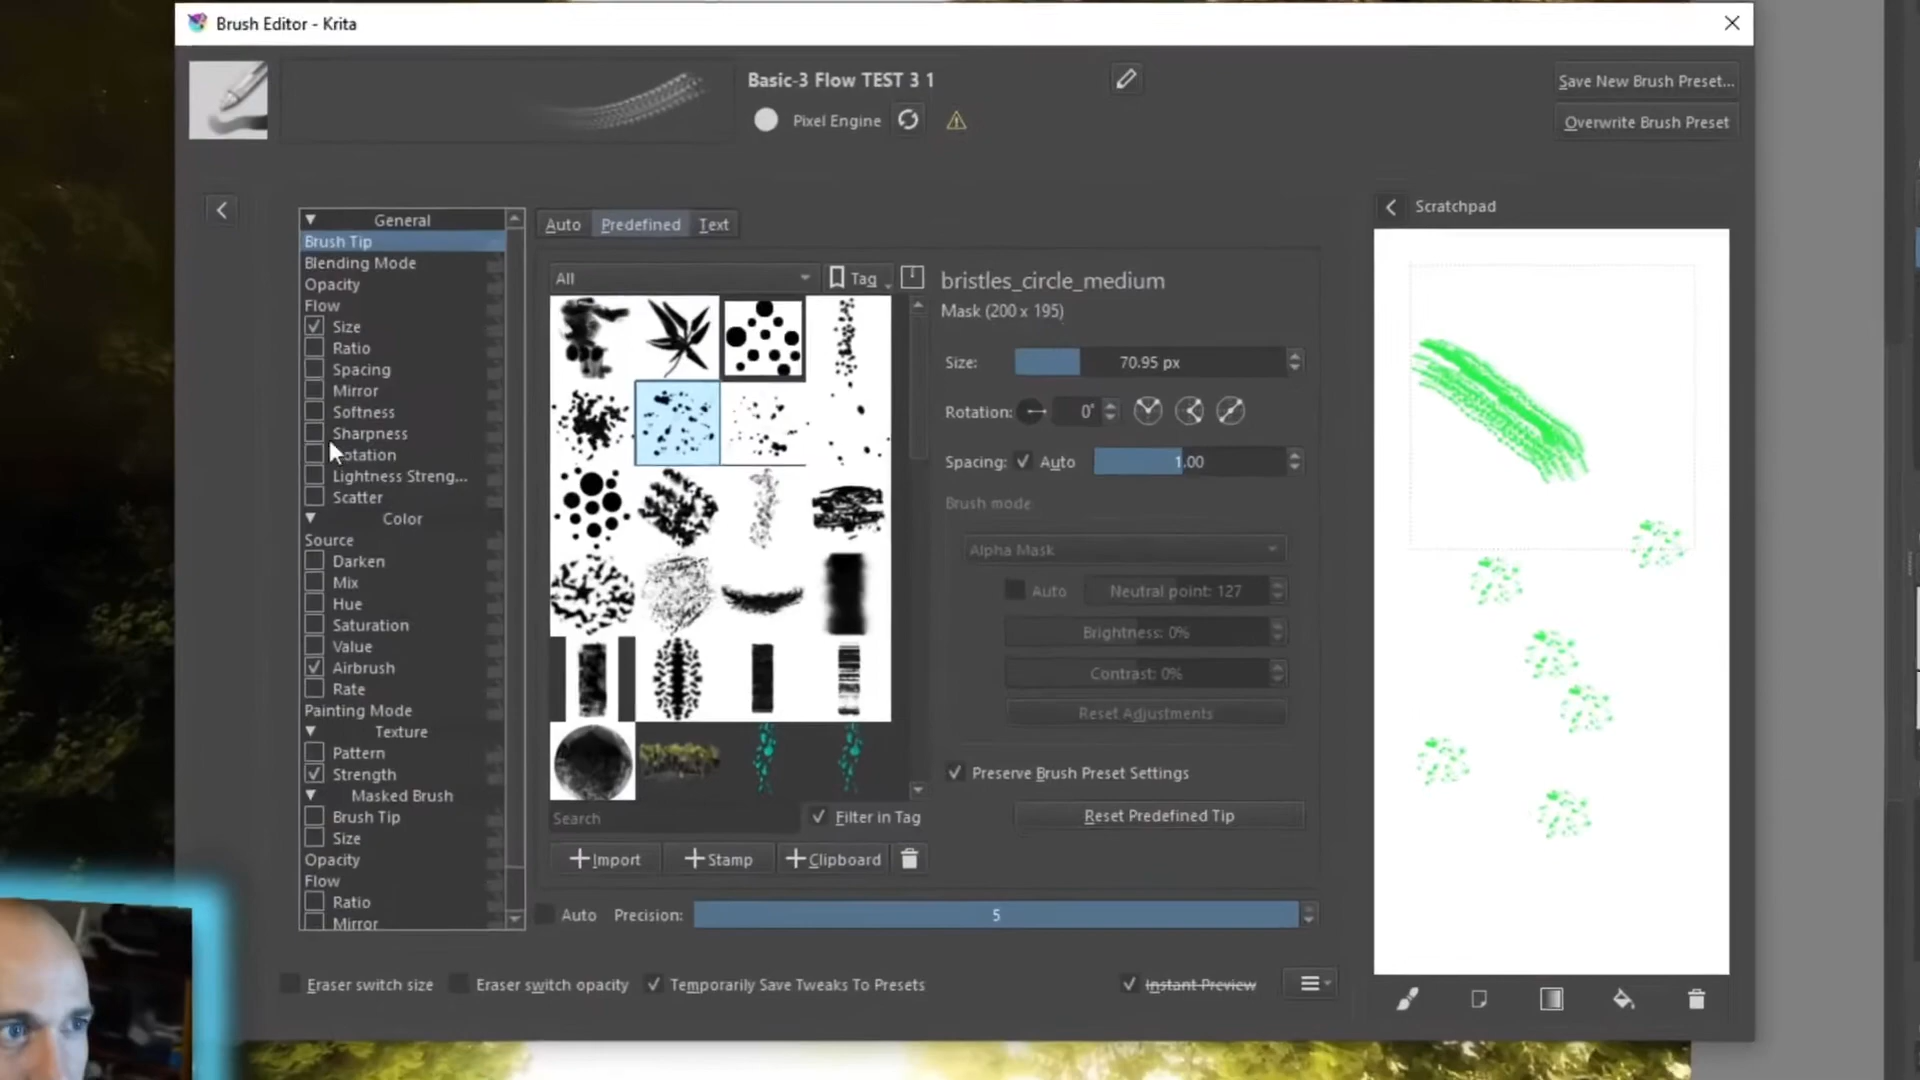 Brush Editor - Krita
Basic-3 Flow TEST 3 1
Pixel Engine
Save New Brush Preset...
Overwrite Brush Preset
General
Brush Tip
Blending Mode
Opacity
Flow
Size
Ratio
Spacing
Mirror
Softness
Sharpness
otation
Lightness Streng...
Scatter
Color
Source
Darken
Mix
Hue
Saturation
Value
Airbrush
Rate
Painting Mode
Texture
Pattern
Strength
Masked Brush
Brush Tip
Size
Opacity
Flow
Ratio
Mirror
Auto Predefined Text
All
Tag
Search
Filter in Tag
Import
Stamp
Clipboard
bristles_circle_medium
Mask (200 x 195)
Size: 70.95 px
Rotation: 0°
Spacing: Auto 1.00
Brush mode
Alpha Mask
Auto Neutral point: 127
Brightness: 0%
Contrast: 0%
Reset Adjustments
Preserve Brush Preset Settings
Reset Predefined Tip
Auto Precision: 5
Scratchpad
Eraser switch size Eraser switch opacity Temporarily Save Tweaks To Presets Instant Preview